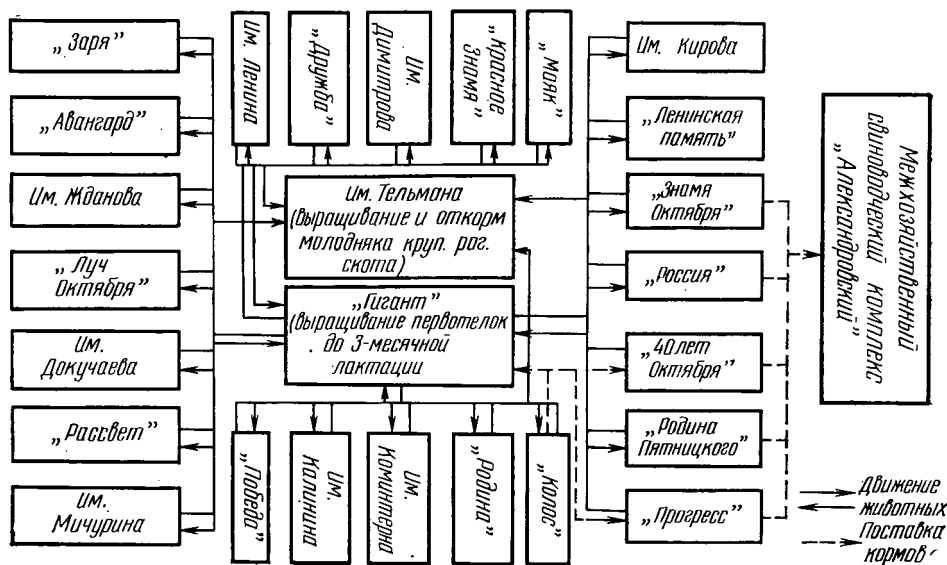 „Заря”
„Авангард”
Им. Жданова
„Луч
Октября”
Им.
Докучаева
„Рассвет”
Им.
Мичурина
Им. Ленина
„Дружба”
Им.
Димитрова
„Красное
Знамя”
„Маяк”
Им. Тельмана
(выращивание и откорм
молодняка круп. рог.
скота)
„Гигант”
(выращивание первотелок
до 3-месячной
лактации
„Победа”
Им.
Калинина
Им.
Коминтерна
„Родина”
„Колос”
Им. Кирова
„Ленинская
память”
„Знамя
Октября”
„Россия”
„40 лет
Октября”
„Родина
Пятницкого”
„Прогресс”
Межхозяйственный
свиноводческий комплекс
„Александровский”
Движение
животных
Поставка
кормов